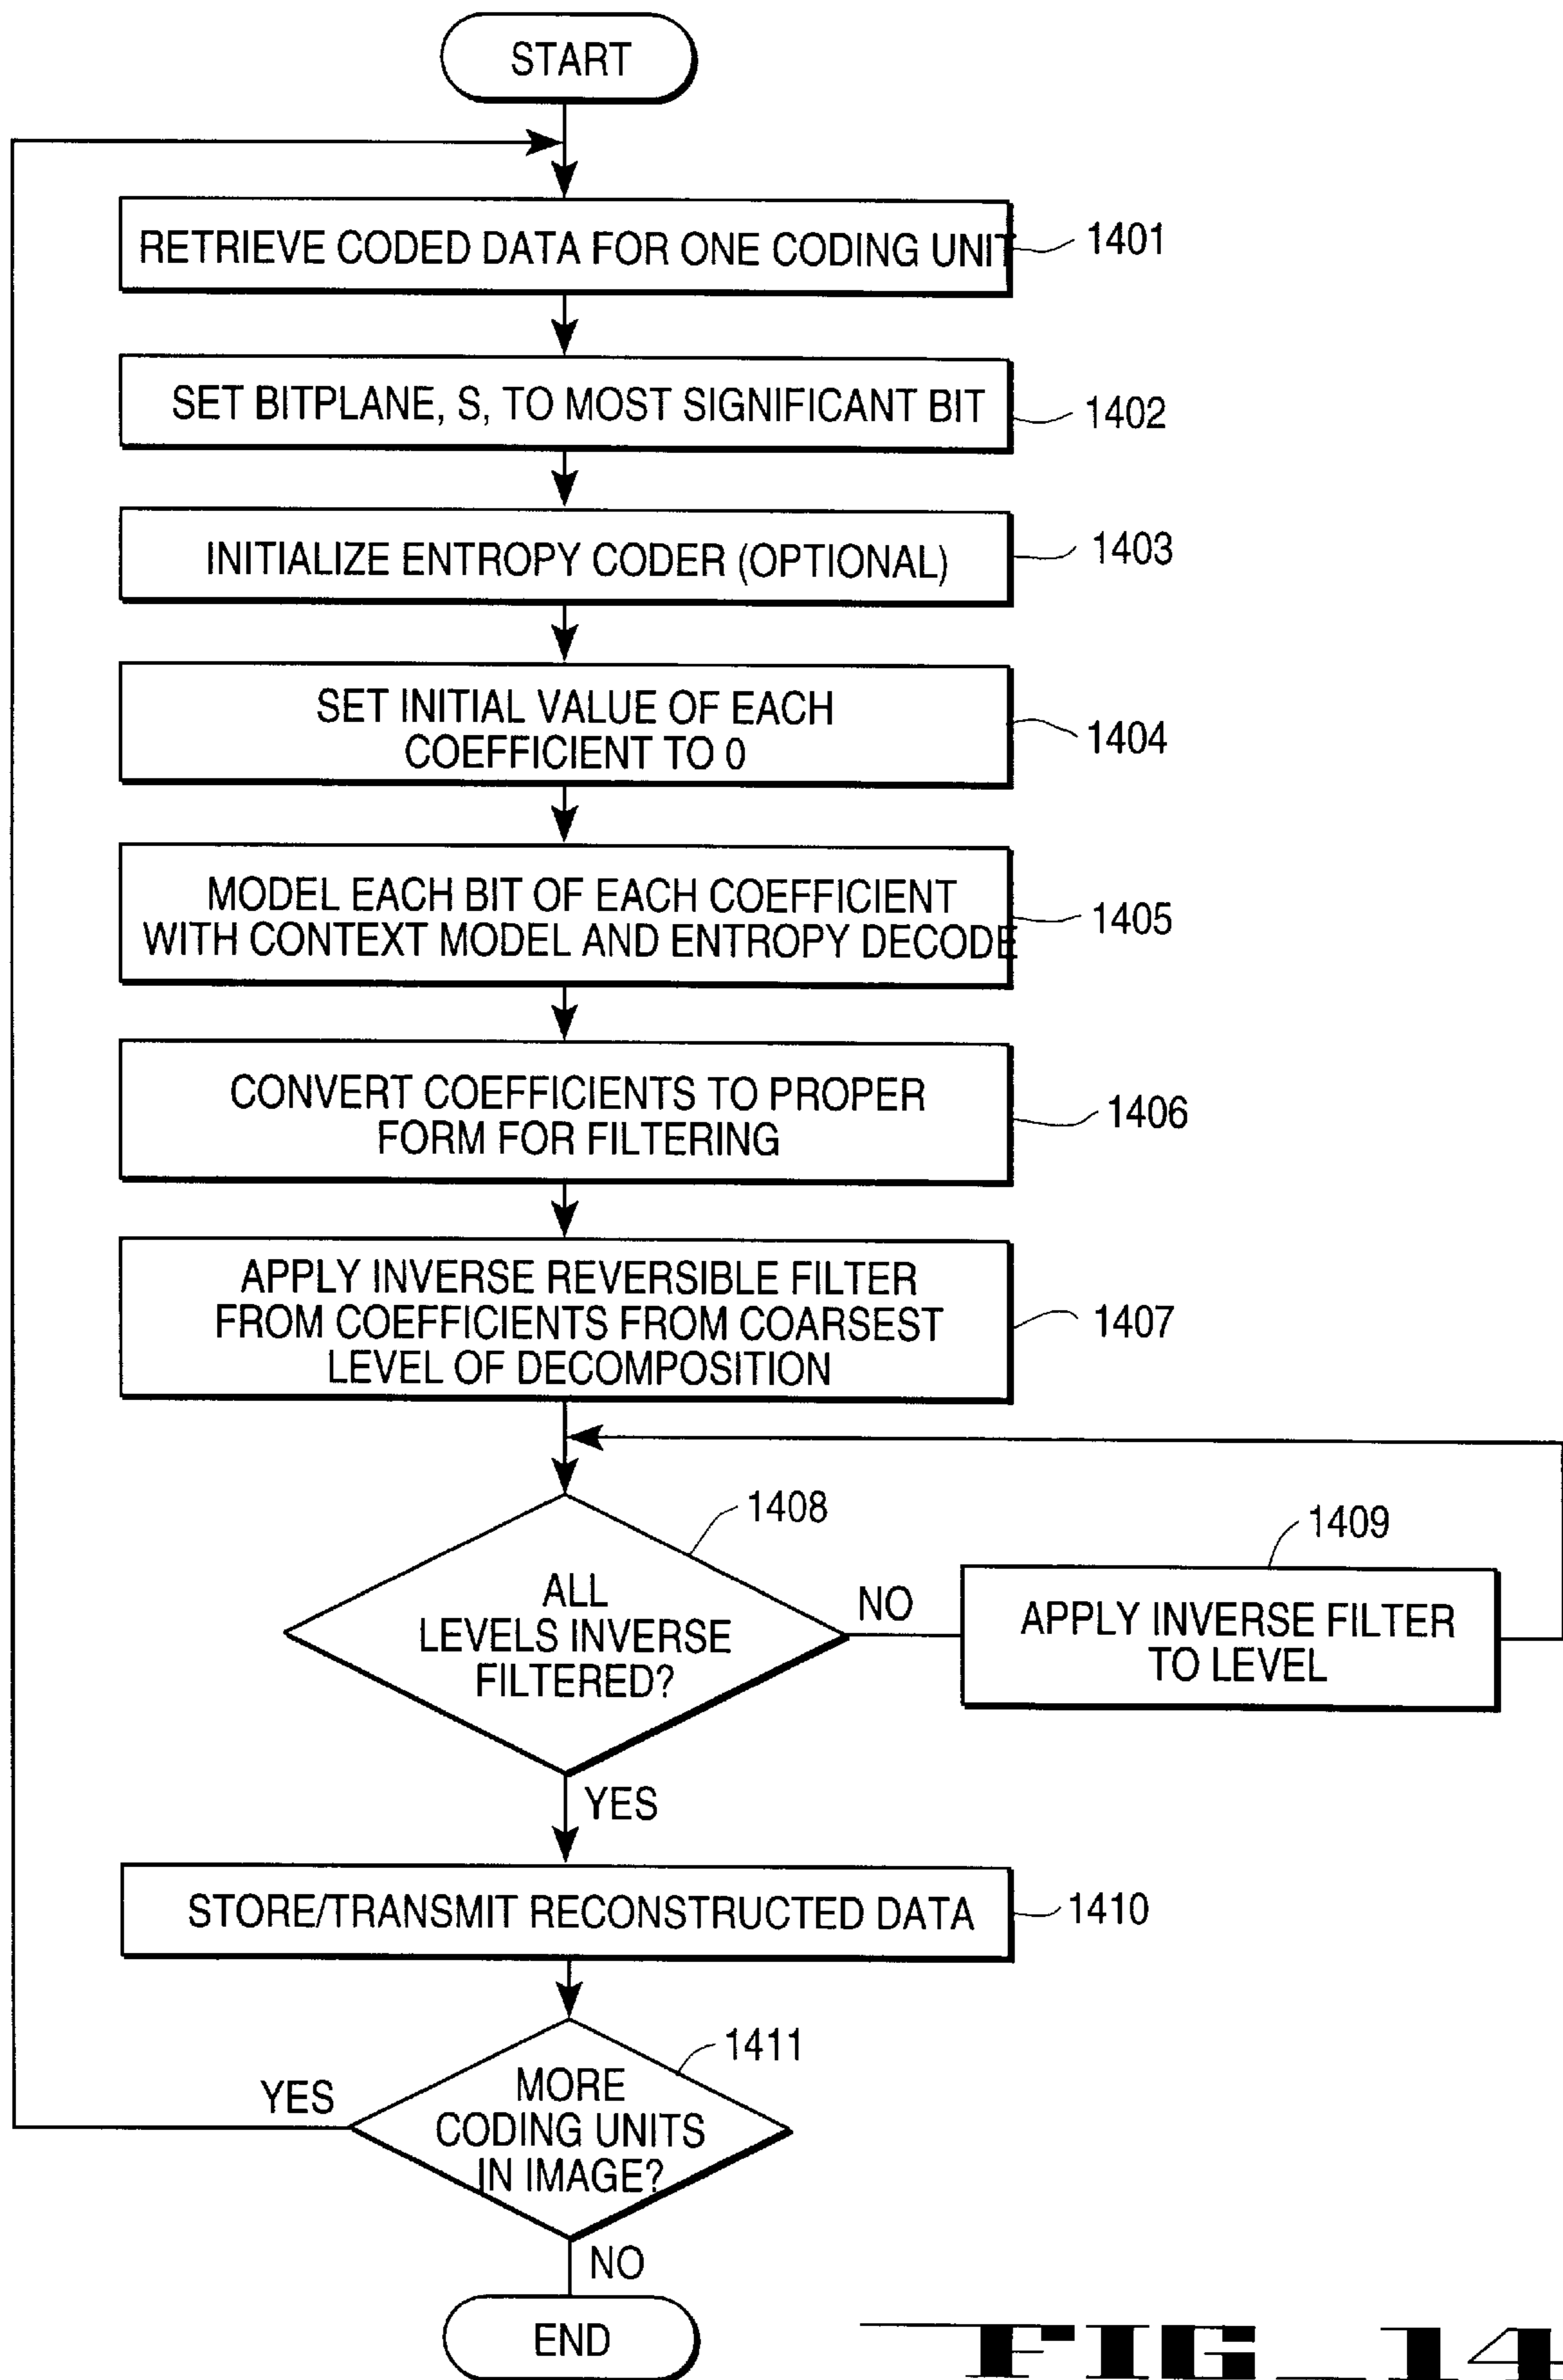 START
RETRIEVE CODED DATA FOR ONE CODING UNIT
1401
SET BITPLANE, S, TO MOST SIGNIFICANT BIT
1402
INITIALIZE ENTROPY CODER (OPTIONAL)
1403
SET INITIAL VALUE OF EACH
COEFFICIENT TO 0
1404
MODEL EACH BIT OF EACH COEFFICIENT
WITH CONTEXT MODEL AND ENTROPY DECODE
1405
CONVERT COEFFICIENTS TO PROPER
FORM FOR FILTERING
1406
APPLY INVERSE REVERSIBLE FILTER
FROM COEFFICIENTS FROM COARSEST
LEVEL OF DECOMPOSITION
1407
1408
ALL
LEVELS INVERSE
FILTERED?
NO
1409
APPLY INVERSE FILTER
TO LEVEL
YES
STORE/TRANSMIT RECONSTRUCTED DATA
1410
1411
MORE
CODING UNITS
IN IMAGE?
YES
NO
END
FIG_14